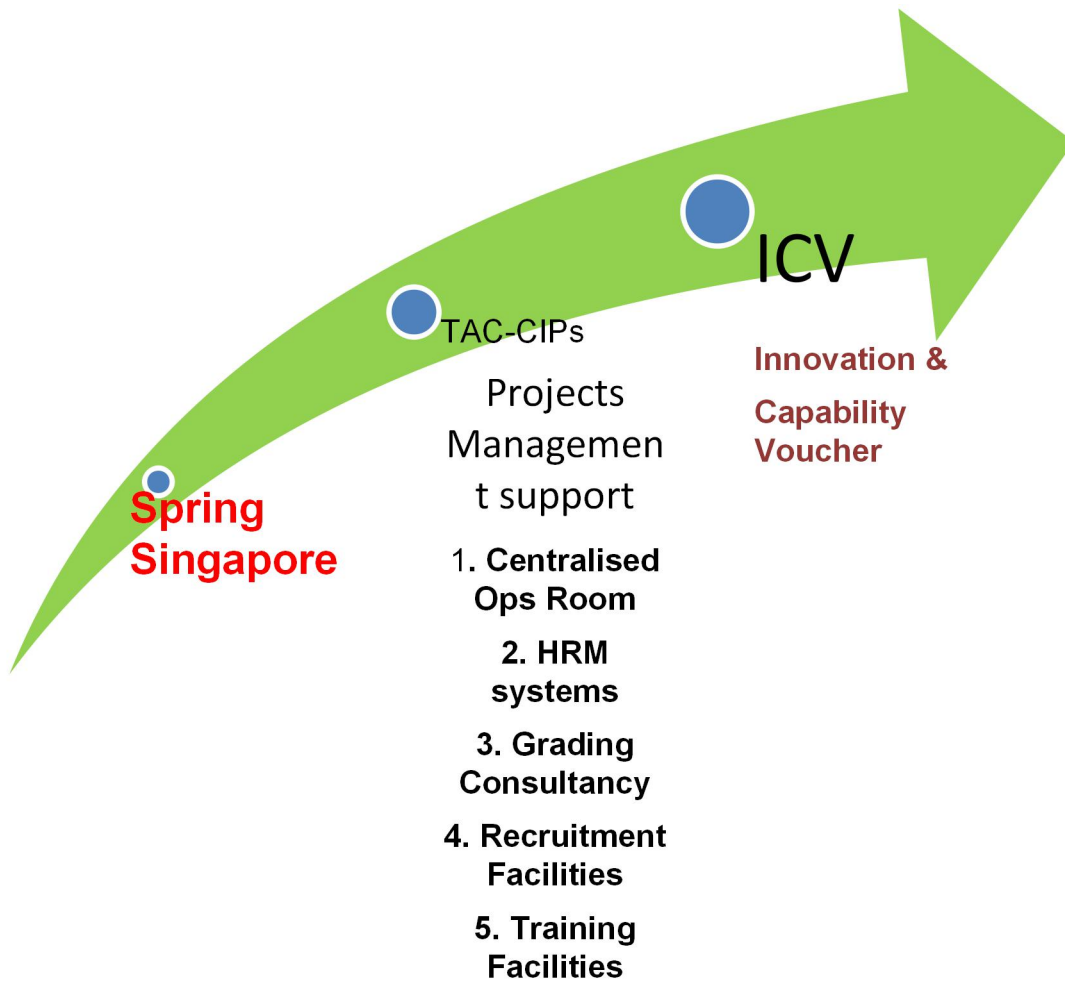 Spring
Singapore
TAC-CIPs
Projects
Managemen
t support
1. Centralised
Ops Room
2. HRM
systems
3. Grading
Consultancy
4. Recruitment
Facilities
5. Training
Facilities
ICV
Innovation &
Capability
Voucher